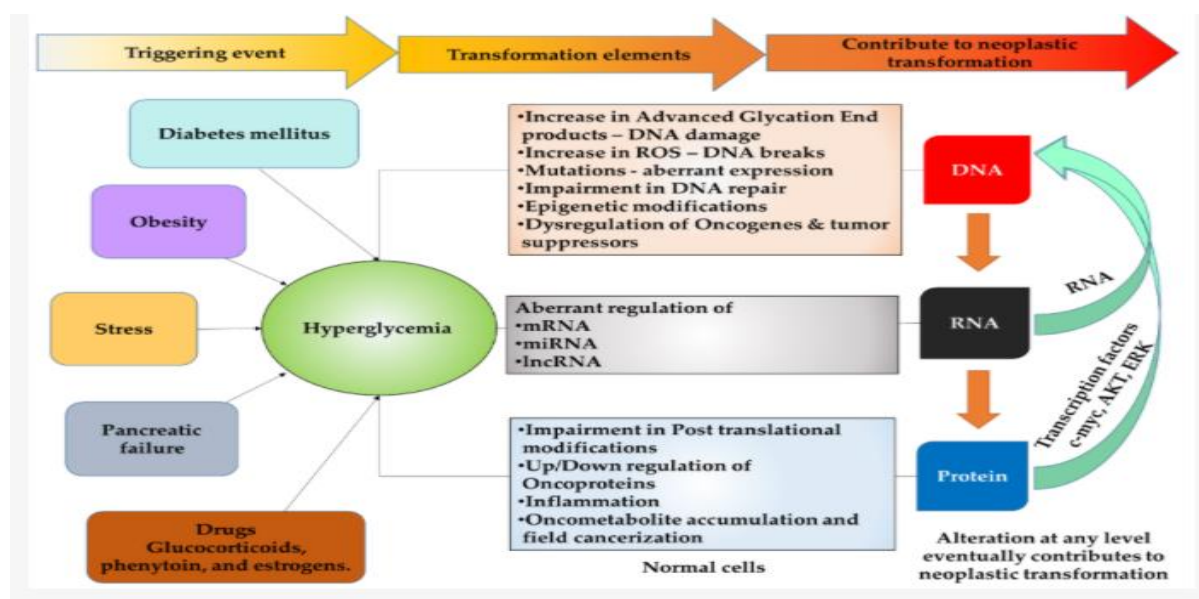 Triggering event
Transformation elements
Contribute to neoplastic
transformation
Diabetes mellitus
Obesity
Stress
Pancreatic
failure
Drugs
Glucocorticoids,
phenytoin, and estrogens.
Hyperglycemia
•Increase in Advanced Glycation End
products – DNA damage
•Increase in ROS – DNA breaks
•Mutations - aberrant expression
•Impairment in DNA repair
•Epigenetic modifications
•Dysregulation of Oncogenes & tumor
suppressors
Aberrant regulation of
•mRNA
•miRNA
•lncRNA
•Impairment in Post translational
modifications
•Up/Down regulation of
Oncoproteins
•Inflammation
•Oncometabolite accumulation and
field cancerization
Normal cells
DNA
RNA
Protein
RNA
Transcription factors
c-myc, AKT, ERK
Alteration at any level
eventually contributes to
neoplastic transformation